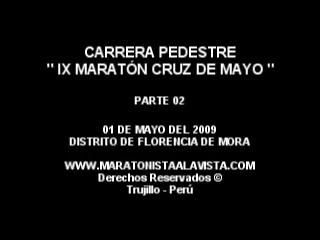 CARRERA PEDESTRE
" IX MARATÓN CRUZ DE MAYO "
PARTE 02
01 DE MAYO DEL 2009
DISTRITO DE FLORENCIA DE MORA
WWW.MARATONISTAALAVISTA.COM
Derechos Reservados ©
Trujillo - Perú